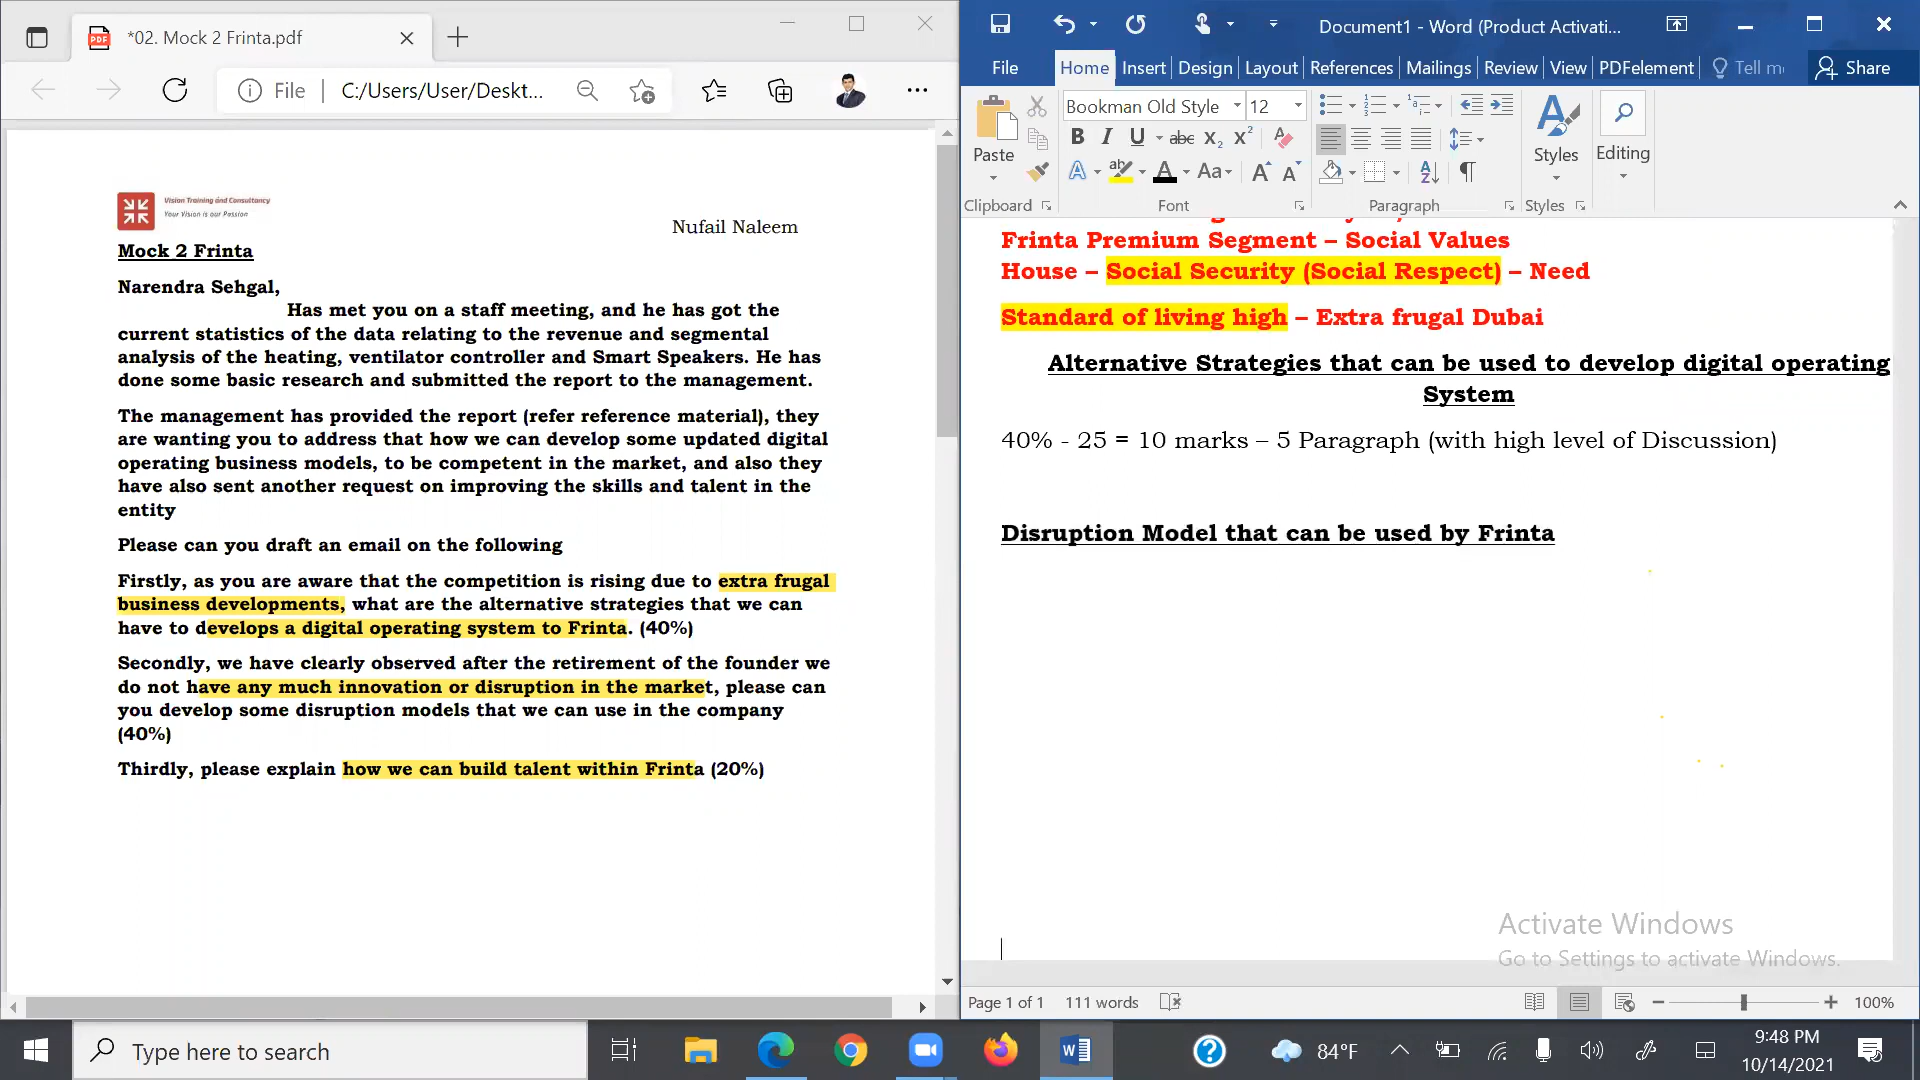 *02. Mock 2 Frinta.pdf
File
C:/Users/User/Deskt...
Vision Training and Consultancy
Your Vision is our Passion
Nufail Naleem
Mock 2 Frinta
Narendra Sehgal,
Has met you on a staff meeting, and he has got the
current statistics of the data relating to the revenue and segmental
analysis of the heating, ventilator controller and Smart Speakers. He has
done some basic research and submitted the report to the management.
The management has provided the report (refer reference material), they
are wanting you to address that how we can develop some updated digital
operating business models, to be competent in the market, and also they
have also sent another request on improving the skills and talent in the
entity
Please can you draft an email on the following
Firstly, as you are aware that the competition is rising due to extra frugal
business developments, what are the alternative strategies that we can
have to develops a digital operating system to Frinta. (40%)
Secondly, we have clearly observed after the retirement of the founder we
do not have any much innovation or disruption in the market, please can
you develop some disruption models that we can use in the company
(40%)
Thirdly, please explain how we can build talent within Frinta (20%)
Document1 - Word (Product Activati...
File Home Insert Design Layout References Mailings Review View PDFelement Tell me Share
Bookman Old Style 12
Paste
Styles
Editing
Clipboard Font Paragraph Styles
Frinta Premium Segment – Social Values
House – Social Security (Social Respect) – Need
Standard of living high – Extra frugal Dubai
Alternative Strategies that can be used to develop digital operating
System
40% - 25 = 10 marks – 5 Paragraph (with high level of Discussion)
Disruption Model that can be used by Frinta
Activate Windows
Go to Settings to activate Windows.
Page 1 of 1 111 words 100%
Type here to search
84°F
9:48 PM
10/14/2021